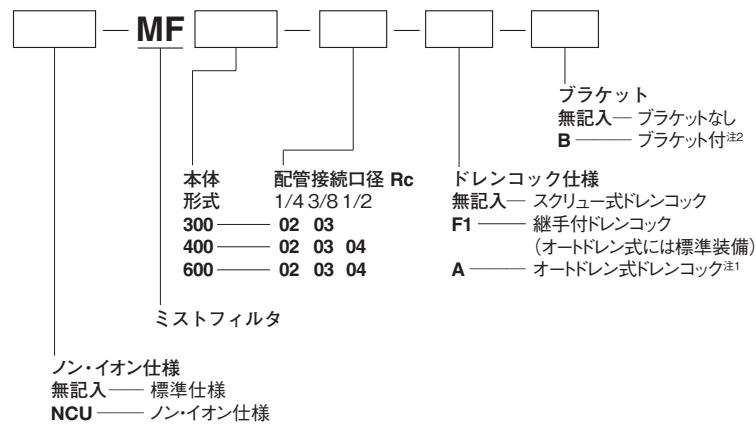 — MF — — —
ブラケット
無記入— ブラケットなし
B —— ブラケット付注2
本体 配管接続口径 Rc
形式 1/4 3/8 1/2
300 —— 02 03
400 —— 02 03 04
600 —— 02 03 04
ドレンコック仕様
無記入— スクリュー式ドレンコック
F1 —— 継手付ドレンコック
(オートドレン式には標準装備)
A —— オートドレン式ドレンコック注1
ミストフィルタ
ノン・イオン仕様
無記入 —— 標準仕様
NCU —— ノン・イオン仕様